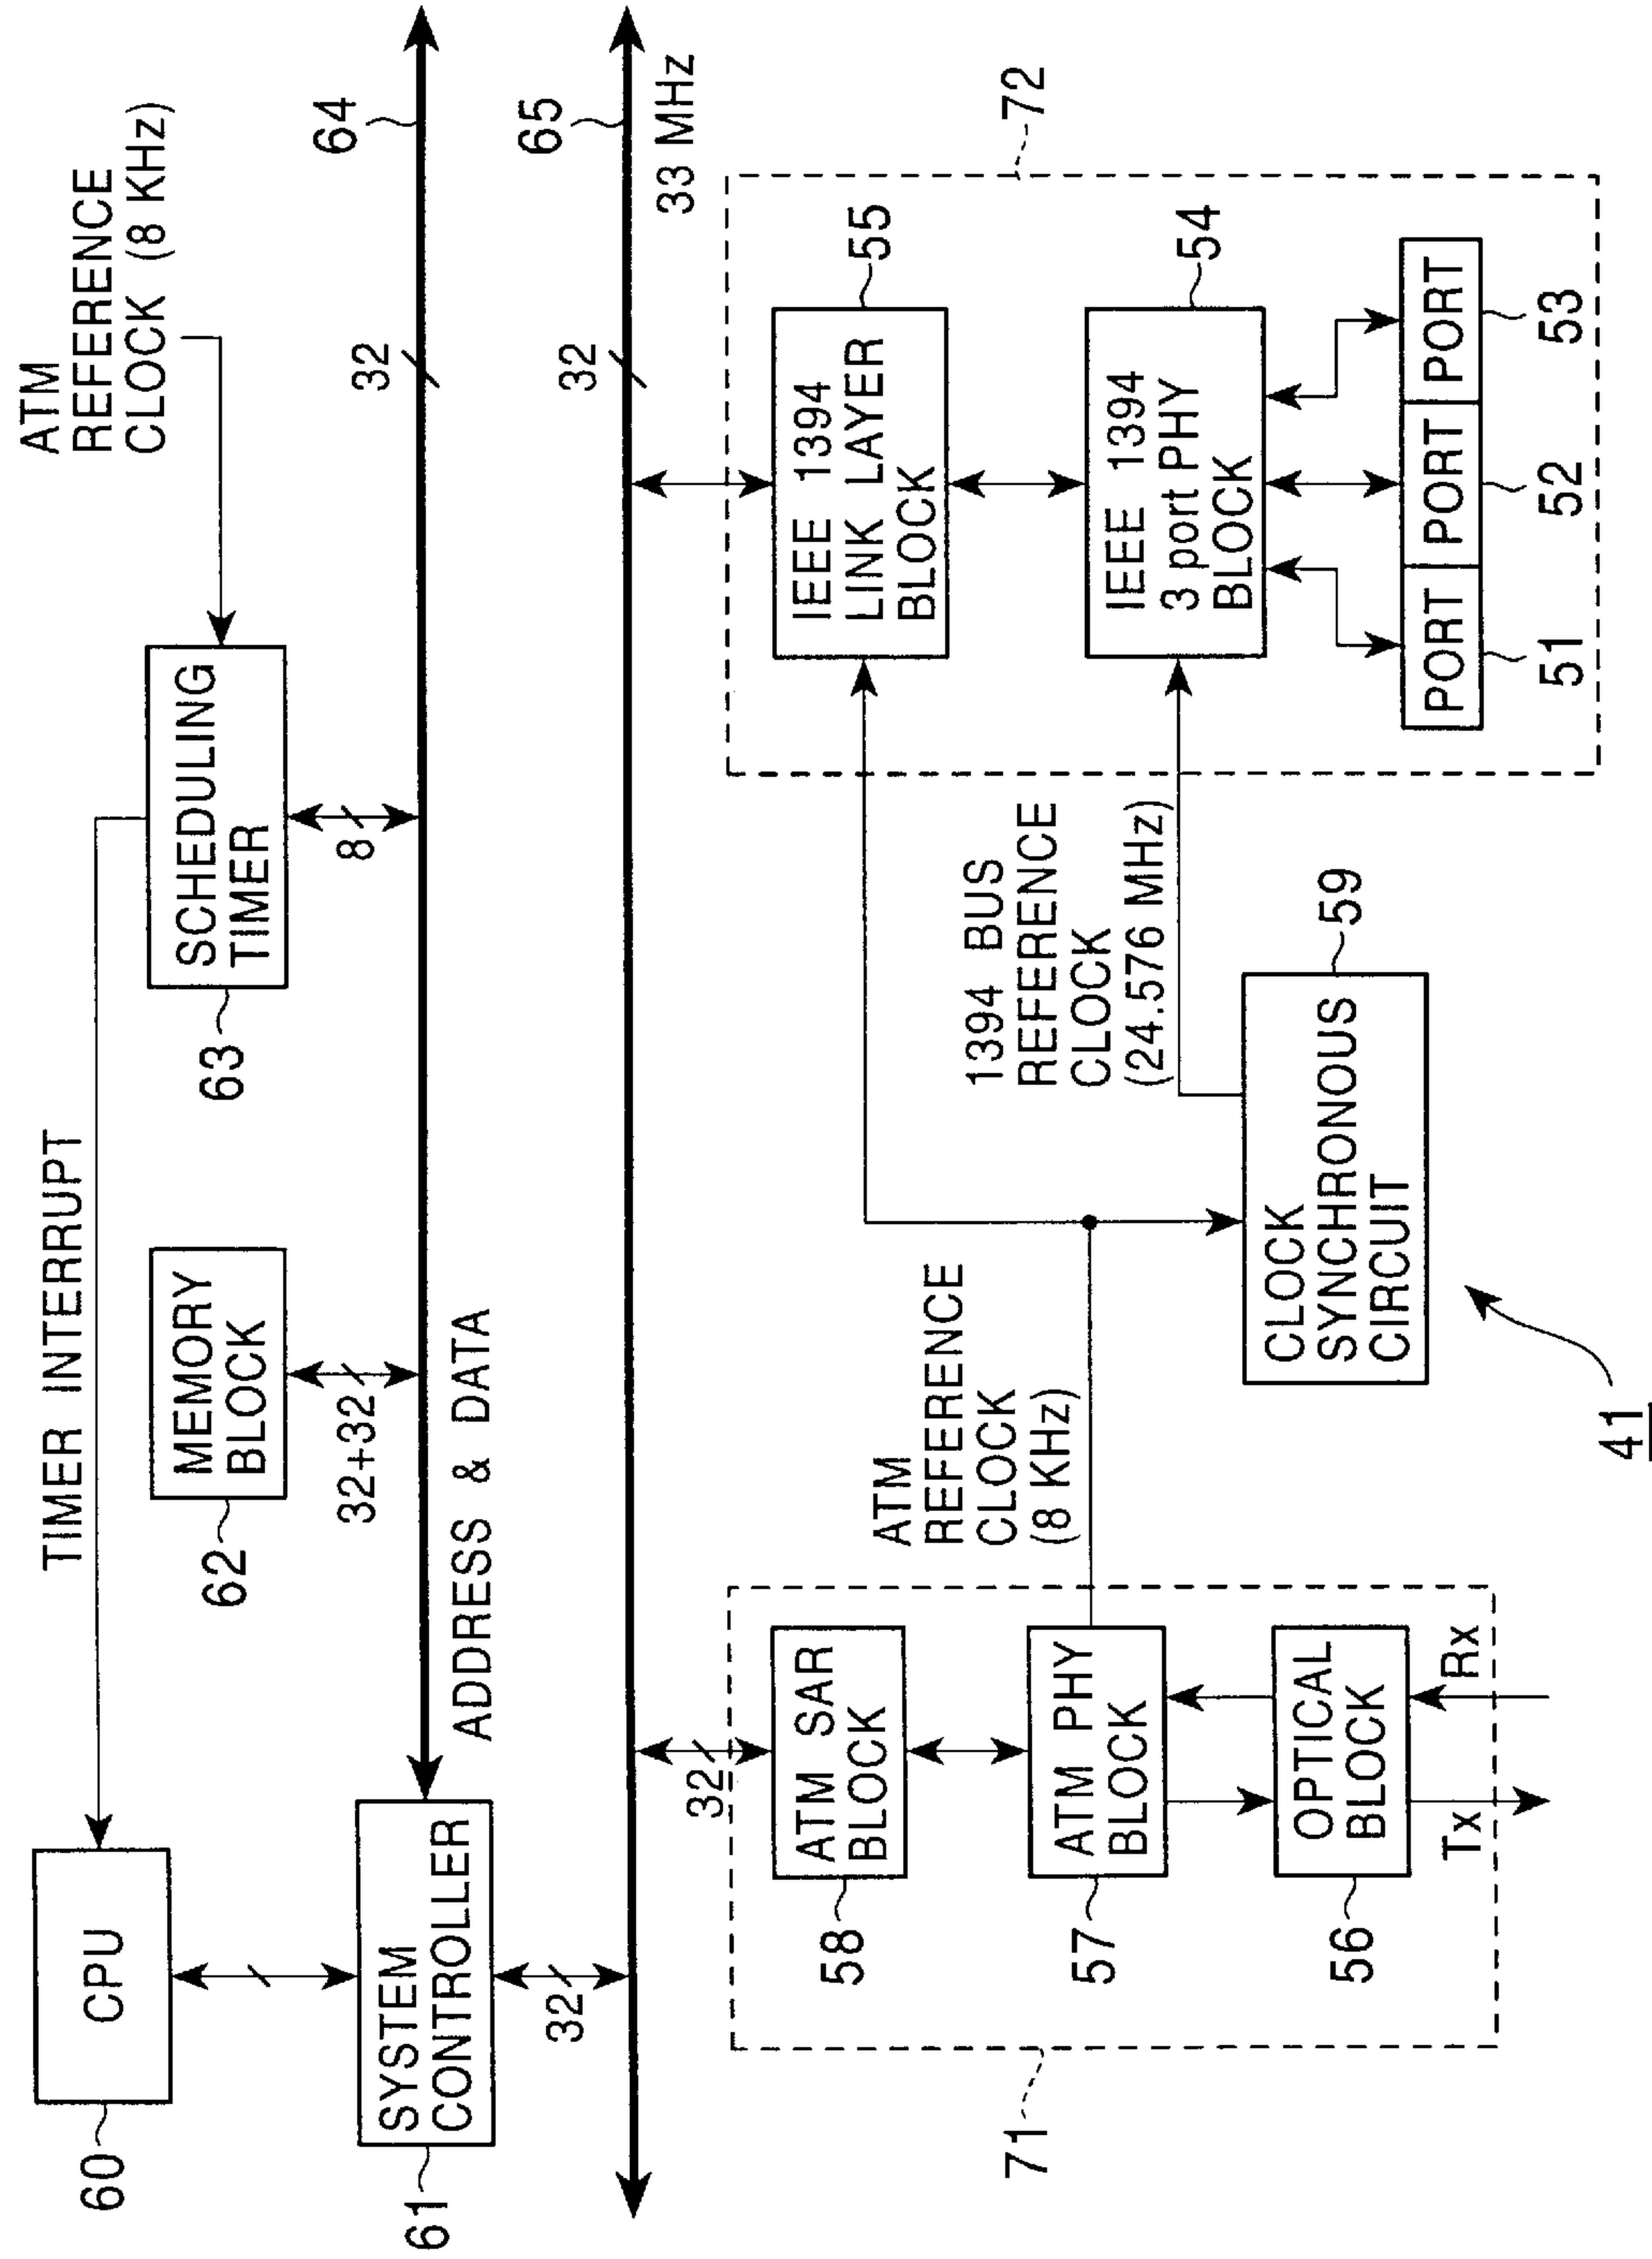 ATM
REFERENCE
CLOCK (8 KHz)
TIMER INTERRUPT
CPU
60
MEMORY
BLOCK
62
SCHEDULING
TIMER
63
32+32
8
32
64
SYSTEM
CONTROLLER
61
ADDRESS & DATA
32
32
65
33 MHz
71
32
ATM SAR
BLOCK
58
ATM PHY
BLOCK
57
OPTICAL
BLOCK
56
Tx
Rx
ATM
REFERENCE
CLOCK
(8 KHz)
1394 BUS
REFERENCE
CLOCK
(24.576 MHz)
CLOCK
SYNCHRONOUS
CIRCUIT
59
41
72
IEEE 1394
LINK LAYER
BLOCK
55
IEEE 1394
3 port PHY
BLOCK
54
PORT PORT PORT
51 52 53